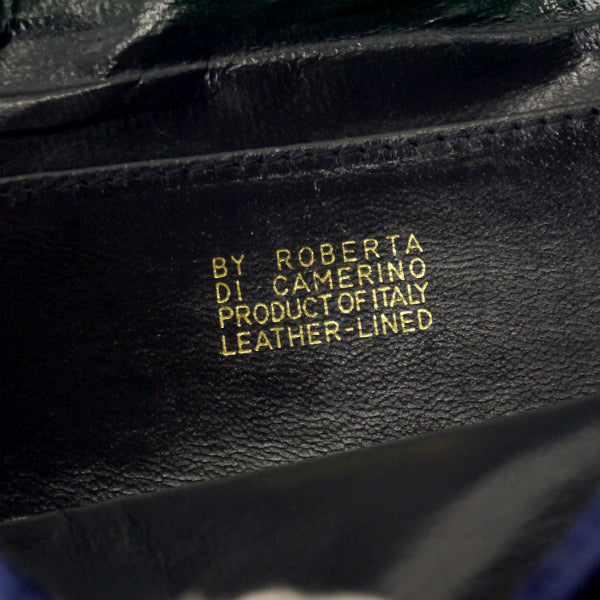 BY ROBERTA
DI CAMERINO
PRODUCT OF ITALY
LEATHER-LINED